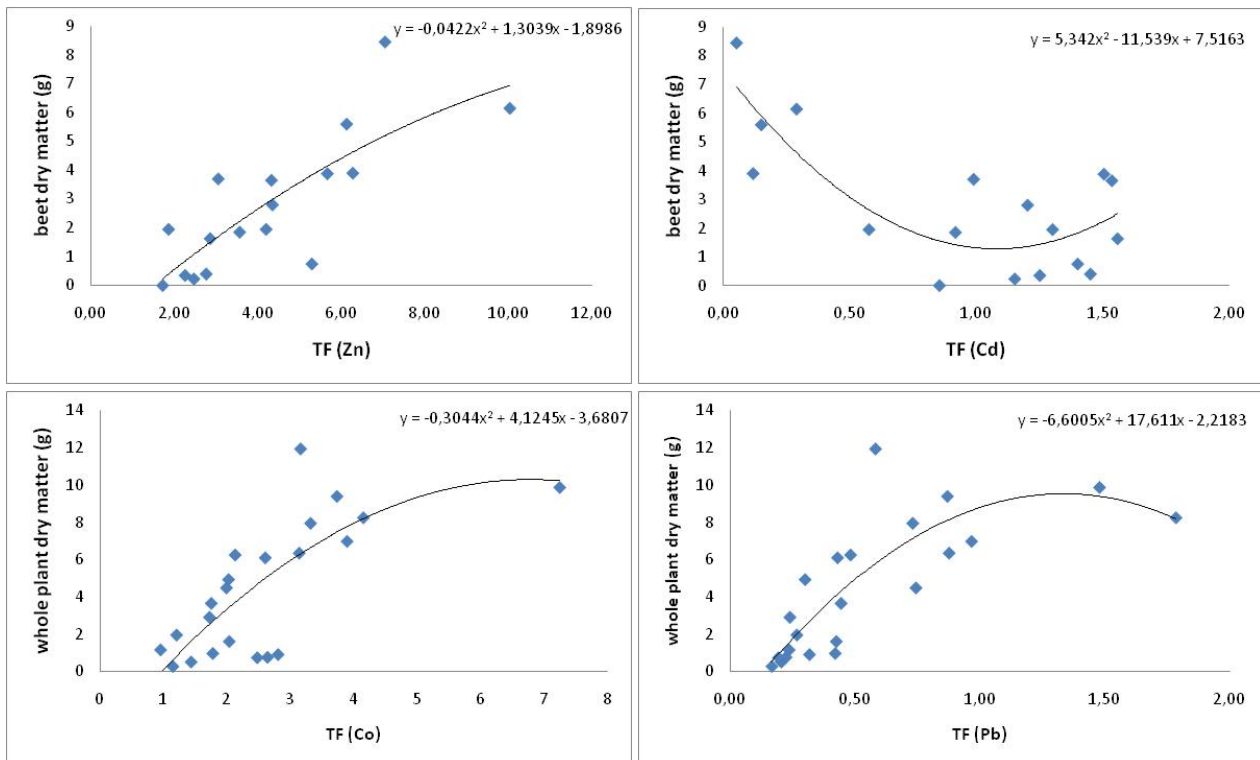 y = -0,0422x² + 1,3039x - 1,8986
beet dry matter (g)
9
8
7
6
5
4
3
2
1
0
0,00 2,00 4,00 6,00 8,00 10,00 12,00
TF (Zn)
y = 5,342x² - 11,539x + 7,5163
beet dry matter (g)
9
8
7
6
5
4
3
2
1
0
0,00 0,50 1,00 1,50 2,00
TF (Cd)
y = -0,3044x² + 4,1245x - 3,6807
whole plant dry matter (g)
14
12
10
8
6
4
2
0
0 1 2 3 4 5 6 7 8
TF (Co)
y = -6,6005x² + 17,611x - 2,2183
whole plant dry matter (g)
14
12
10
8
6
4
2
0
0,00 0,50 1,00 1,50 2,00
TF (Pb)